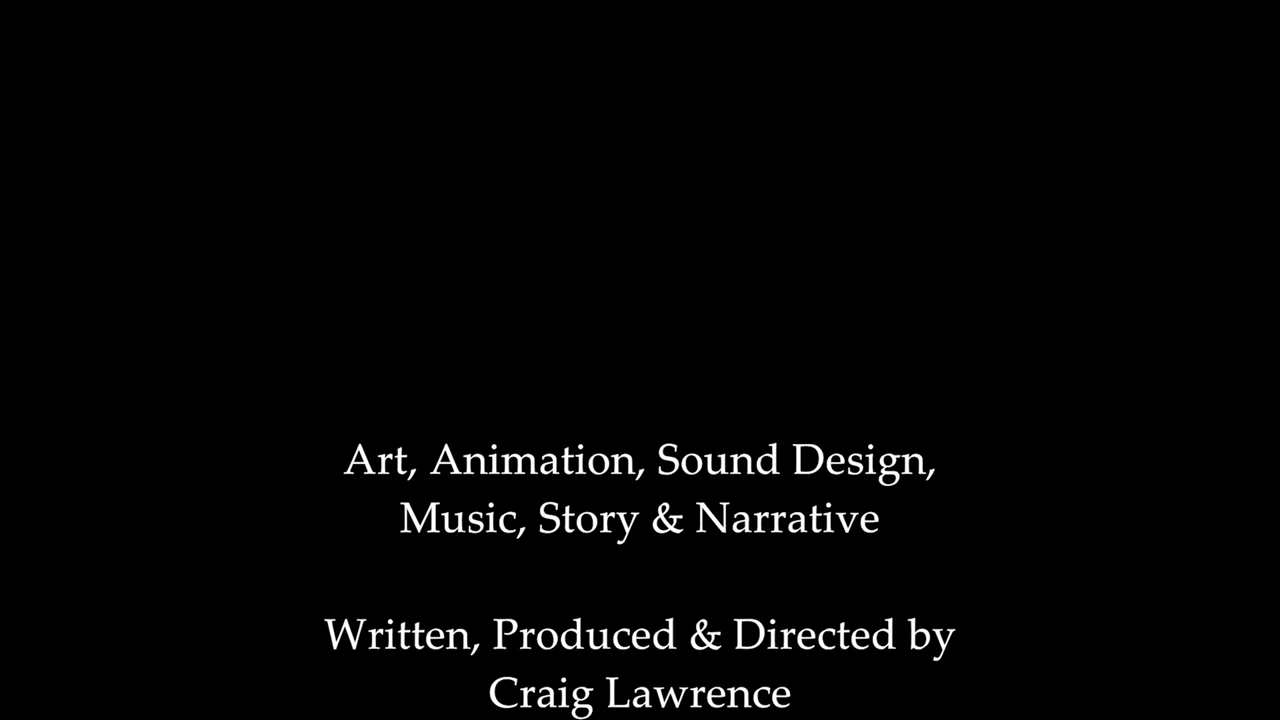 Art, Animation, Sound Design,
Music, Story & Narrative
Written, Produced & Directed by
Craig Lawrence